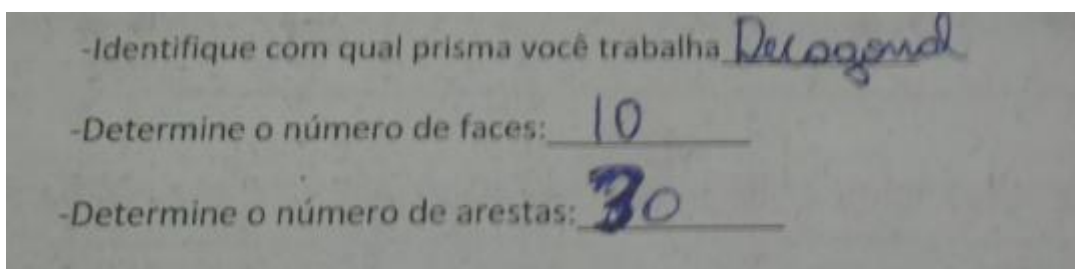 -Identifique com qual prisma você trabalha Decagonal
-Determine o número de faces: 10
-Determine o número de arestas: 30